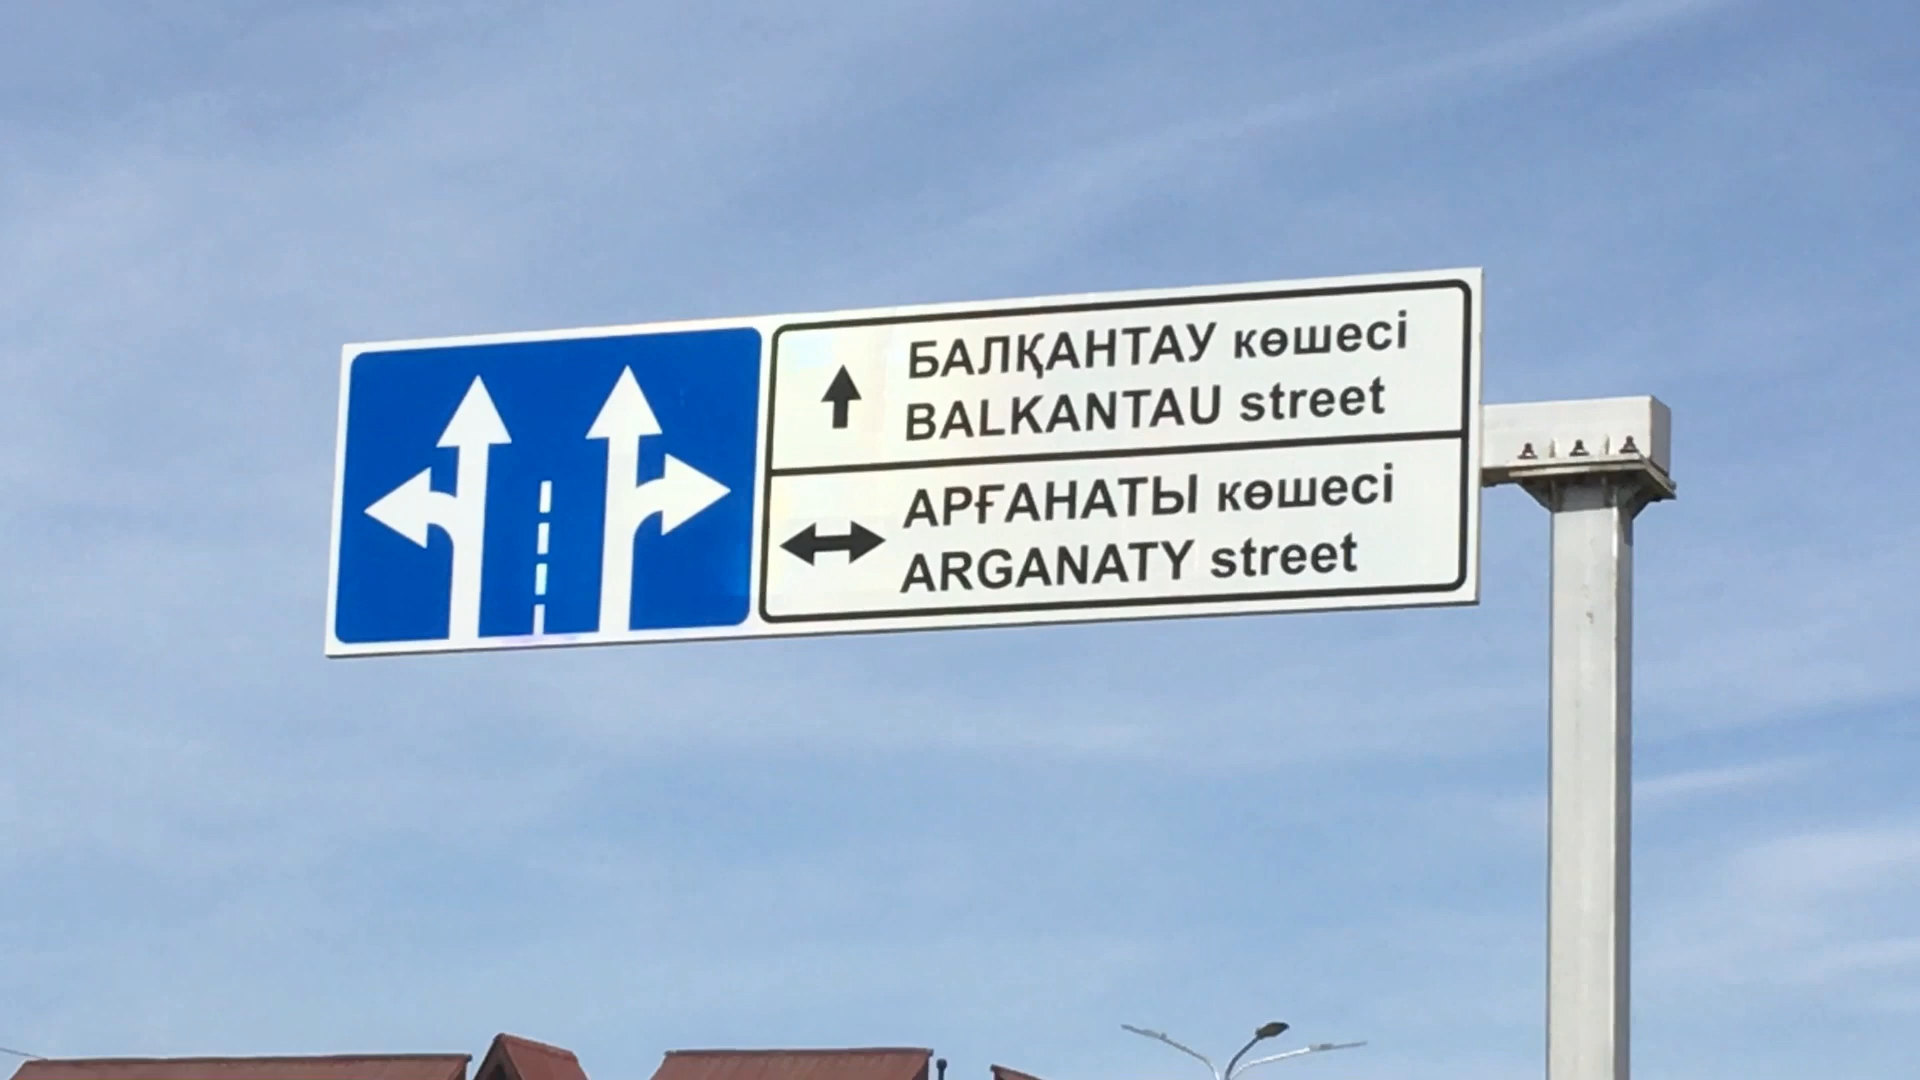 БАЛҚАНТАУ көшесі
BALKANTAU street
АРҒАНАТЫ көшесі
ARGANATY street